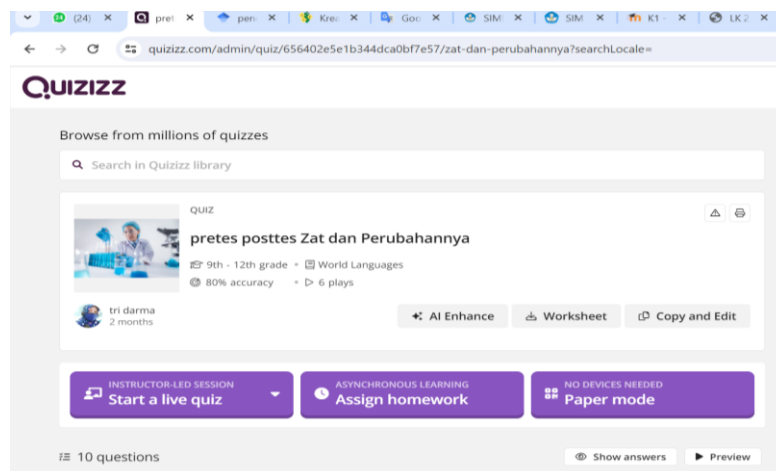 (24)
pret
pen
Krea
Goo
SIM
SIM
K1 -
LK 2
quizizz.com/admin/quiz/656402e5e1b344dca0bf7e57/zat-dan-perubahannya?searchLocale=
QUIZIZZ
Browse from millions of quizzes
Search in Quizizz library
QUIZ
pretes posttes Zat dan Perubahannya
9th - 12th grade • World Languages
80% accuracy • 6 plays
tri darma
2 months
AI Enhance
Worksheet
Copy and Edit
INSTRUCTOR-LED SESSION
Start a live quiz
ASYNCHRONOUS LEARNING
Assign homework
NO DEVICES NEEDED
Paper mode
10 questions
Show answers
Preview